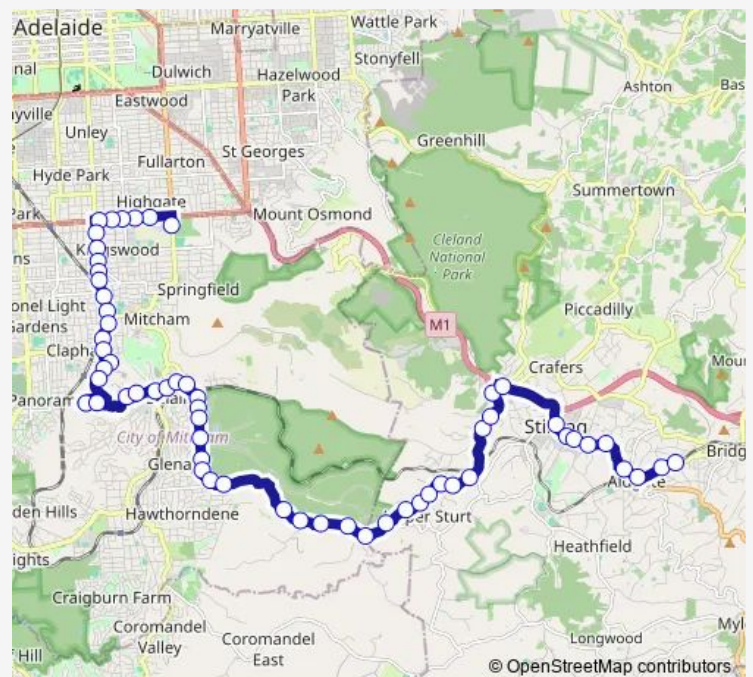 Adelaide
Marryatville
Wattle Park
Stonyfell
Dulwich
Hazelwood
Park
Ashton
Eastwood
Unley
Greenhill
Fullarton
St Georges
Hyde Park
Summertown
Highgate
Park
Mount Osmond
Cleland
National
Park
Springfield
Piccadilly
Mitcham
M1
Crafers
City of Mitcham
Hawthorndene
Heathfield
Craigburn Farm
Coromandel
Valley
Coromandel
East
Longwood
Hill
© OpenStreetMap contributors